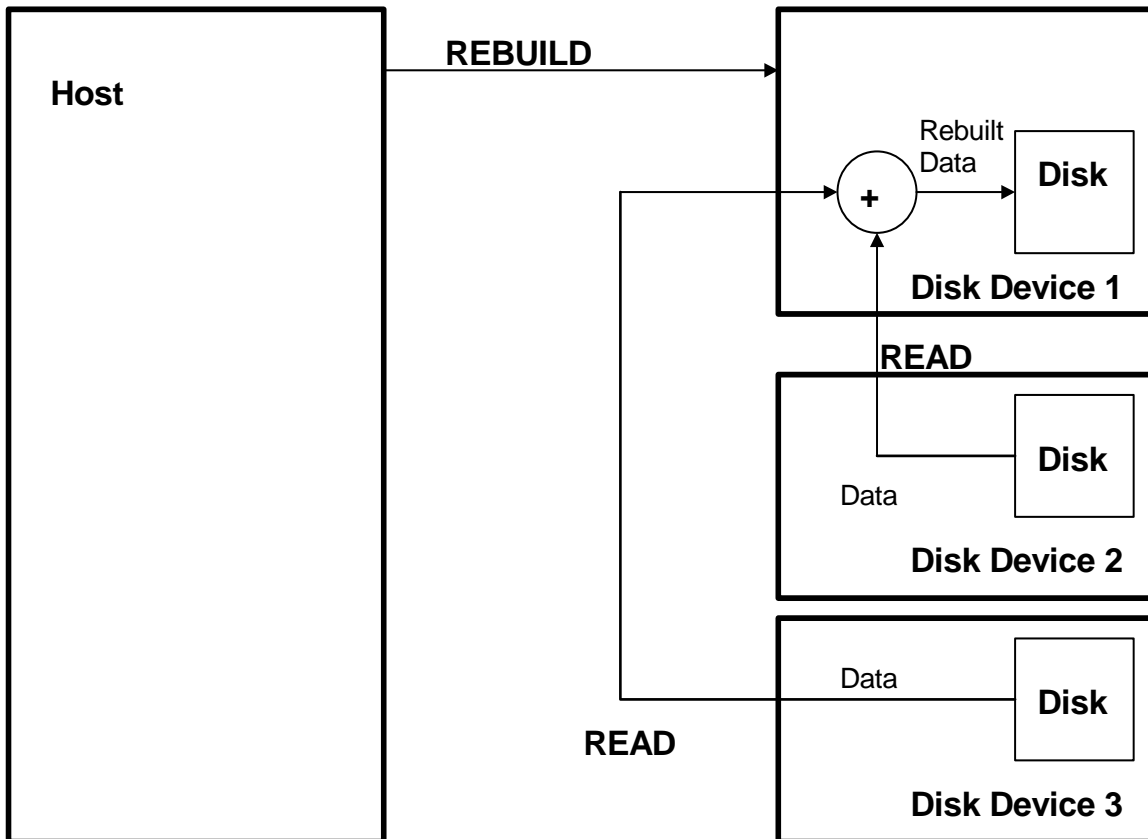 REBUILD
Host
Rebuilt
Data
Disk
+
Disk Device 1
READ
Disk
Data
Disk Device 2
Data
Disk
READ
Disk Device 3